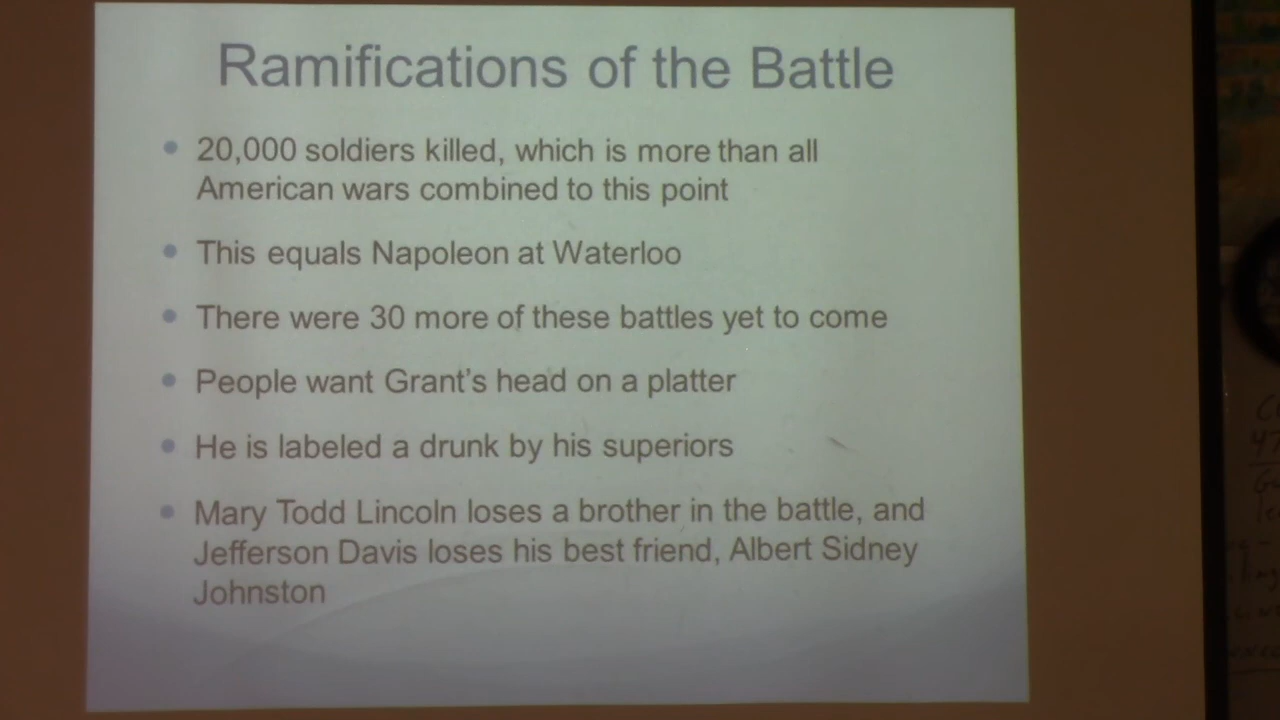 Ramifications of the Battle
• 20,000 soldiers killed, which is more than all
American wars combined to this point
• This equals Napoleon at Waterloo
• There were 30 more of these battles yet to come
• People want Grant's head on a platter
• He is labeled a drunk by his superiors
• Mary Todd Lincoln loses a brother in the battle, and
Jefferson Davis loses his best friend, Albert Sidney
Johnston